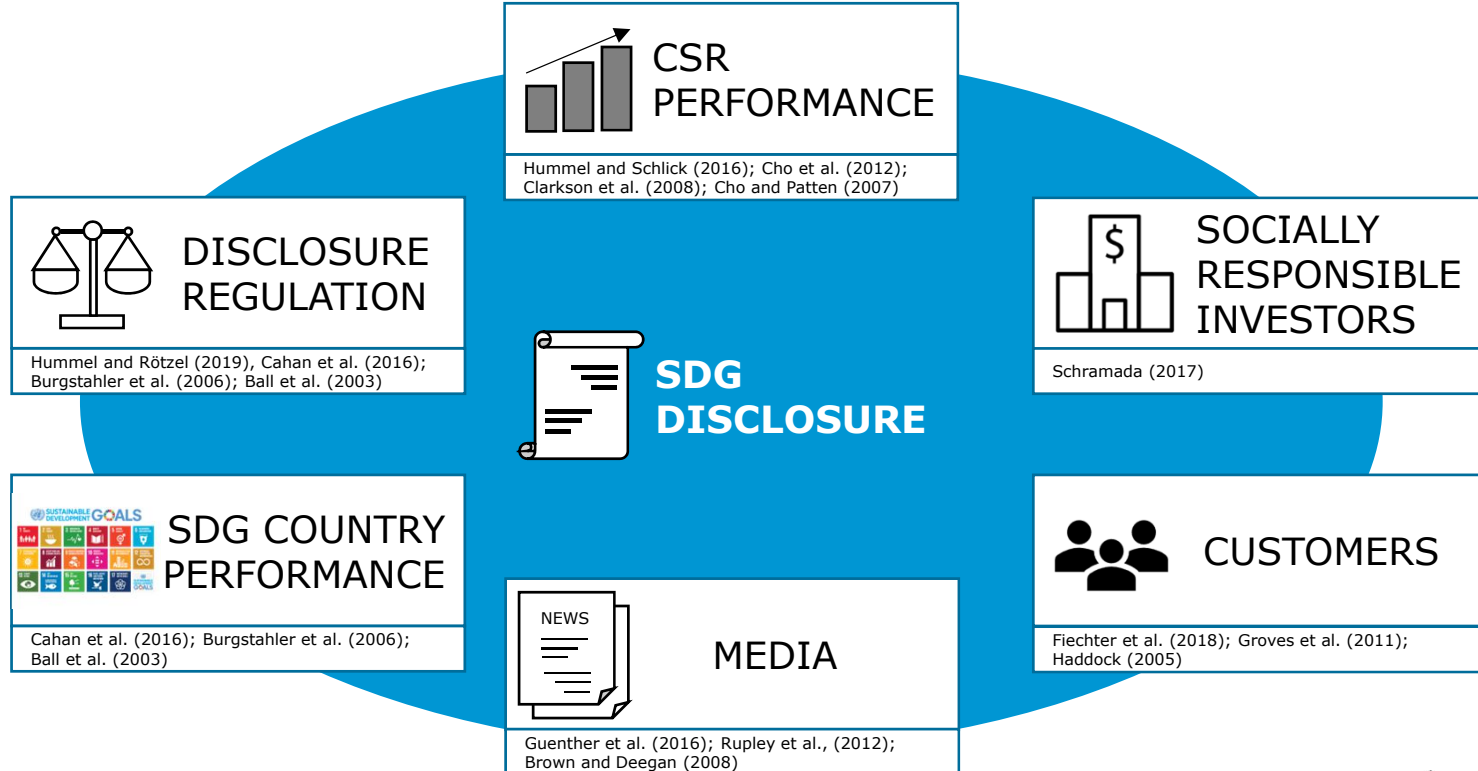 CSR
PERFORMANCE
Hummel and Schlick (2016); Cho et al. (2012);
Clarkson et al. (2008); Cho and Patten (2007)
DISCLOSURE
REGULATION
Hummel and Rötzel (2019), Cahan et al. (2016);
Burgstahler et al. (2006); Ball et al. (2003)
$
SOCIALLY
RESPONSIBLE
INVESTORS
Schramada (2017)
SDG
DISCLOSURE
SUSTAINABLE
DEVELOPMENT
GOALS
SDG COUNTRY
PERFORMANCE
Cahan et al. (2016); Burgstahler et al. (2006);
Ball et al. (2003)
NEWS
MEDIA
Guenther et al. (2016); Rupley et al., (2012);
Brown and Deegan (2008)
CUSTOMERS
Fiechter et al. (2018); Groves et al. (2011);
Haddock (2005)